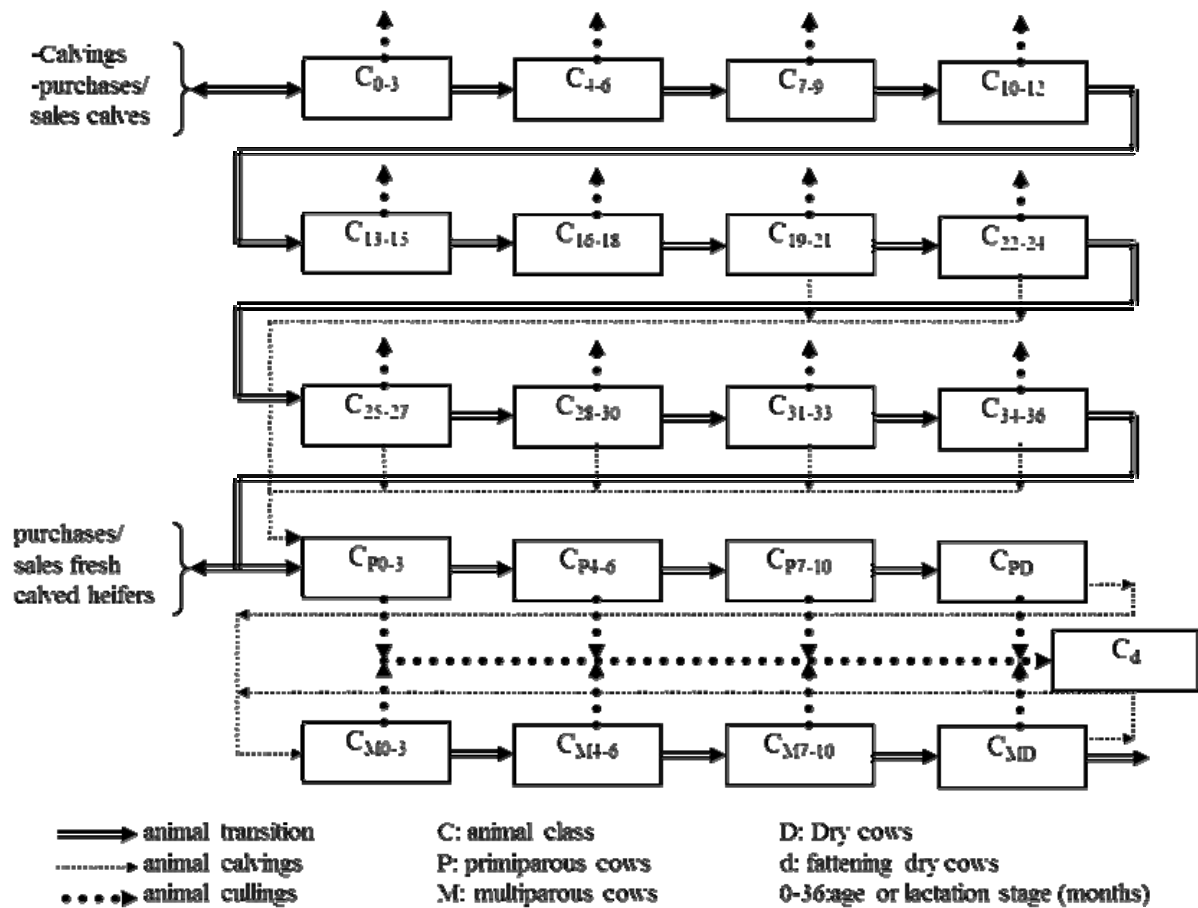 -Calvings
-purchases/
sales calves
C0-3
C4-6
C7-9
C10-12
C13-15
C16-18
C19-21
C22-24
C25-27
C28-30
C31-33
C34-36
purchases/
sales fresh
calved heifers
CP0-3
CP4-6
CP7-10
CPD
Cd
CM0-3
CM4-6
CM7-10
CMD
animal transition
C: animal class
D: Dry cows
animal calvings
P: primiparous cows
d: fattening dry cows
animal cullings
M: multiparous cows
0-36:age or lactation stage (months)